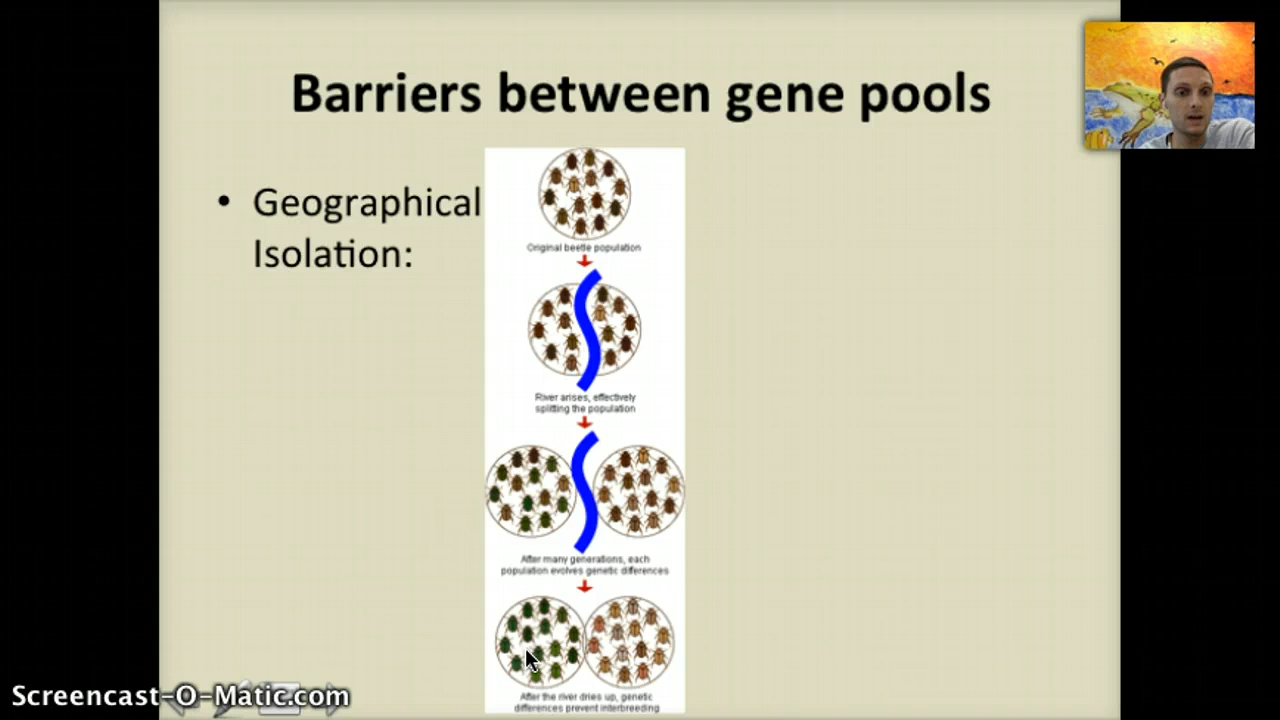 Barriers between gene pools
• Geographical
Isolation:
Original beetle population
River arises, effectively
splitting the population
After many generations, each
population evolves genetic differences
After the river dries up, genetic
differences prevent interbreeding
Screencast-O-Matic.com